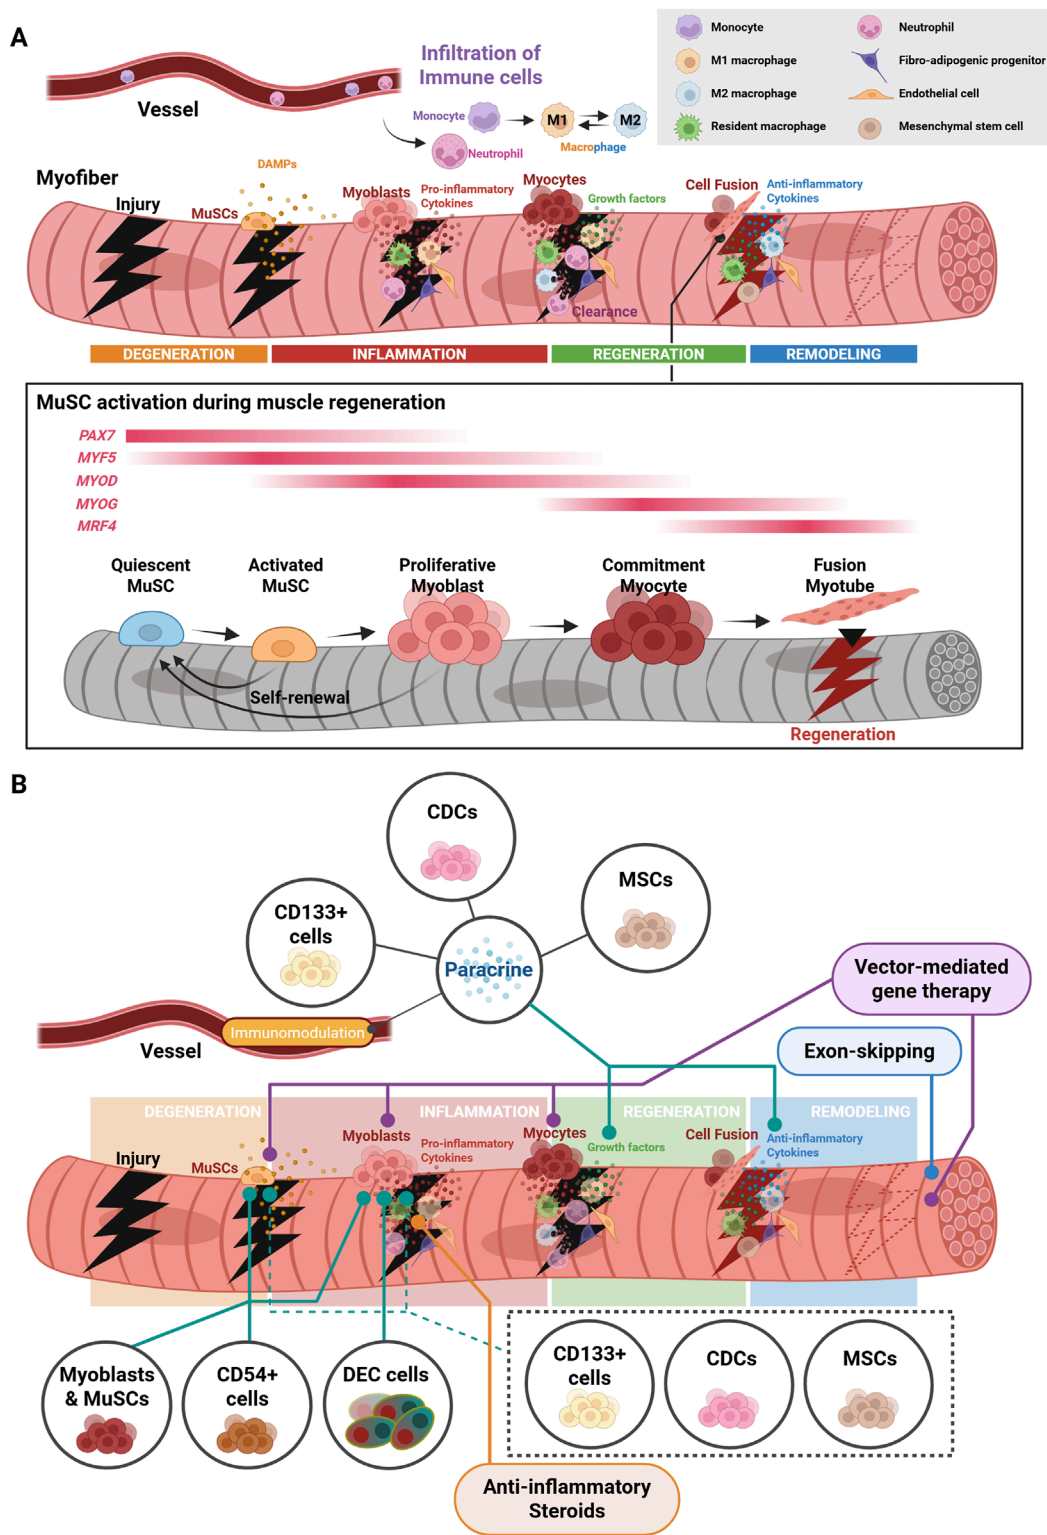 A
Infiltration of
Immune cells
Vessel
Monocyte
M1
M2
Macrophage
Neutrophil
Monocyte
Neutrophil
M1 macrophage
Fibro-adipogenic progenitor
M2 macrophage
Endothelial cell
Resident macrophage
Mesenchymal stem cell
Myofiber
Injury
DAMPs
MuSCs
Myoblasts
Pro-inflammatory
Cytokines
Myocytes
Growth factors
Cell Fusion
Anti-inflammatory
Cytokines
Clearance
DEGENERATION
INFLAMMATION
REGENERATION
REMODELING
MuSC activation during muscle regeneration
PAX7
MYF5
MYOD
MYOG
MRF4
Quiescent
MuSC
Activated
MuSC
Proliferative
Myoblast
Commitment
Myocyte
Fusion
Myotube
Self-renewal
Regeneration
B
CDCs
MSCs
CD133+
cells
Paracrine
Vector-mediated
gene therapy
Immunomodulation
Vessel
Exon-skipping
DEGENERATION
INFLAMMATION
REGENERATION
REMODELING
Injury
MuSCs
Myoblasts
Pro-inflammatory
Cytokines
Myocytes
Growth factors
Cell Fusion
Anti-inflammatory
Cytokines
Myoblasts
& MuSCs
CD54+
cells
DEC cells
CD133+
cells
CDCs
MSCs
Anti-inflammatory
Steroids